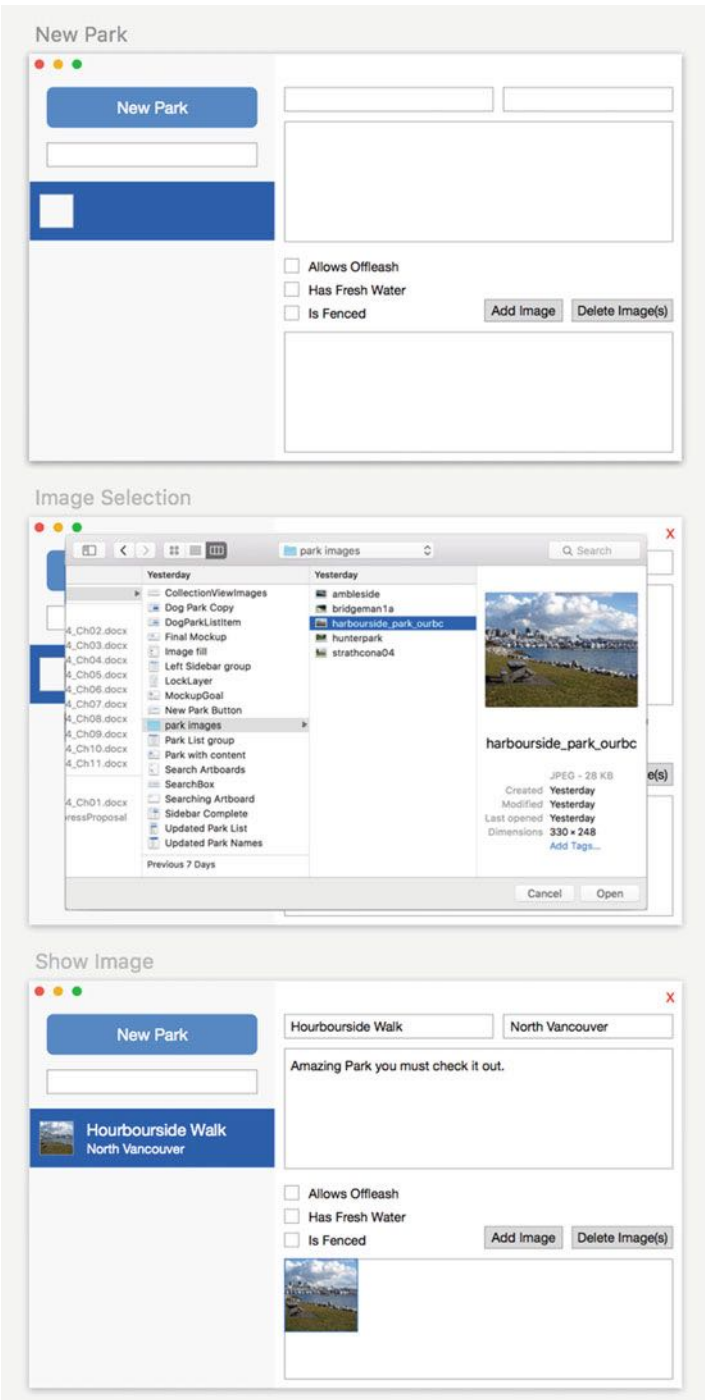 New Park
New Park
Allows Offleash
Has Fresh Water
Is Fenced
Add Image
Delete Image(s)
Image Selection
X
park images
Search
Yesterday
CollectionViewImages
Dog Park Copy
DogParkListItem
Final Mockup
Image fill
Left Sidebar group
LockLayer
MockupGoal
New Park Button
park images
Park List group
Park with content
Search Artboards
SearchBox
Searching Artboard
Sidebar Complete
Updated Park List
Updated Park Names
Previous 7 Days
4_Ch02.docx
4_Ch03.docx
4_Ch04.docx
4_Ch05.docx
4_Ch06.docx
4_Ch07.docx
4_Ch08.docx
4_Ch09.docx
4_Ch10.docx
4_Ch11.docx
4_Ch01.docx
ressProposal
Yesterday
ambleside
bridgeman1a
harbourside_park_ourbc
hunterpark
strathcona04
harbourside_park_ourbc
JPEG - 28 KB
Created Yesterday
Modified Yesterday
Last opened Yesterday
Dimensions 330 × 248
Add Tags...
e(s)
Cancel
Open
Show Image
X
New Park
Hourbourside Walk
North Vancouver
Hourbourside Walk
North Vancouver
Amazing Park you must check it out.
Allows Offleash
Has Fresh Water
Is Fenced
Add Image
Delete Image(s)